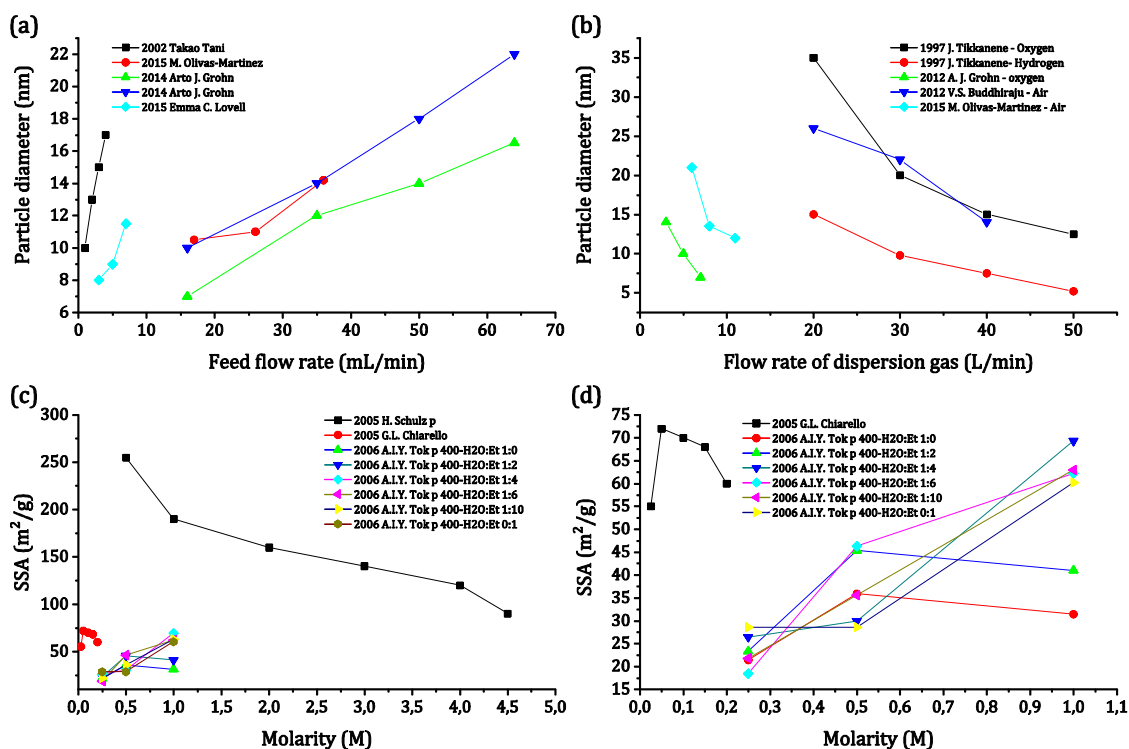 (a)
2002 Takao Tani
2015 M. Olivas-Martinez
2014 Arto J. Grohn
2014 Arto J. Grohn
2015 Emma C. Lovell
Particle diameter (nm)
22
20
18
16
14
12
10
8
6
0 10 20 30 40 50 60 70
Feed flow rate (mL/min)
(b)
1997 J. Tikkanene - Oxygen
1997 J. Tikkanene- Hydrogen
2012 A. J. Grohn - oxygen
2012 V.S. Buddhiraju - Air
2015 M. Olivas-Martinez - Air
Particle diameter (nm)
35
30
25
20
15
10
5
0 10 20 30 40 50
Flow rate of dispersion gas (L/min)
(c)
2005 H. Schulz p
2005 G.L. Chiarello
2006 A.I.Y. Tok p 400-H2O:Et 1:0
2006 A.I.Y. Tok p 400-H2O:Et 1:2
2006 A.I.Y. Tok p 400-H2O:Et 1:4
2006 A.I.Y. Tok p 400-H2O:Et 1:6
2006 A.I.Y. Tok p 400-H2O:Et 1:10
2006 A.I.Y. Tok p 400-H2O:Et 0:1
SSA (m²/g)
300
250
200
150
100
50
0,0 0,5 1,0 1,5 2,0 2,5 3,0 3,5 4,0 4,5 5,0
Molarity (M)
(d)
2005 G.L. Chiarello
2006 A.I.Y. Tok p 400-H2O:Et 1:0
2006 A.I.Y. Tok p 400-H2O:Et 1:2
2006 A.I.Y. Tok p 400-H2O:Et 1:4
2006 A.I.Y. Tok p 400-H2O:Et 1:6
2006 A.I.Y. Tok p 400-H2O:Et 1:10
2006 A.I.Y. Tok p 400-H2O:Et 0:1
SSA (m²/g)
75
70
65
60
55
50
45
40
35
30
25
20
15
0,0 0,1 0,2 0,3 0,4 0,5 0,6 0,7 0,8 0,9 1,0 1,1
Molarity (M)